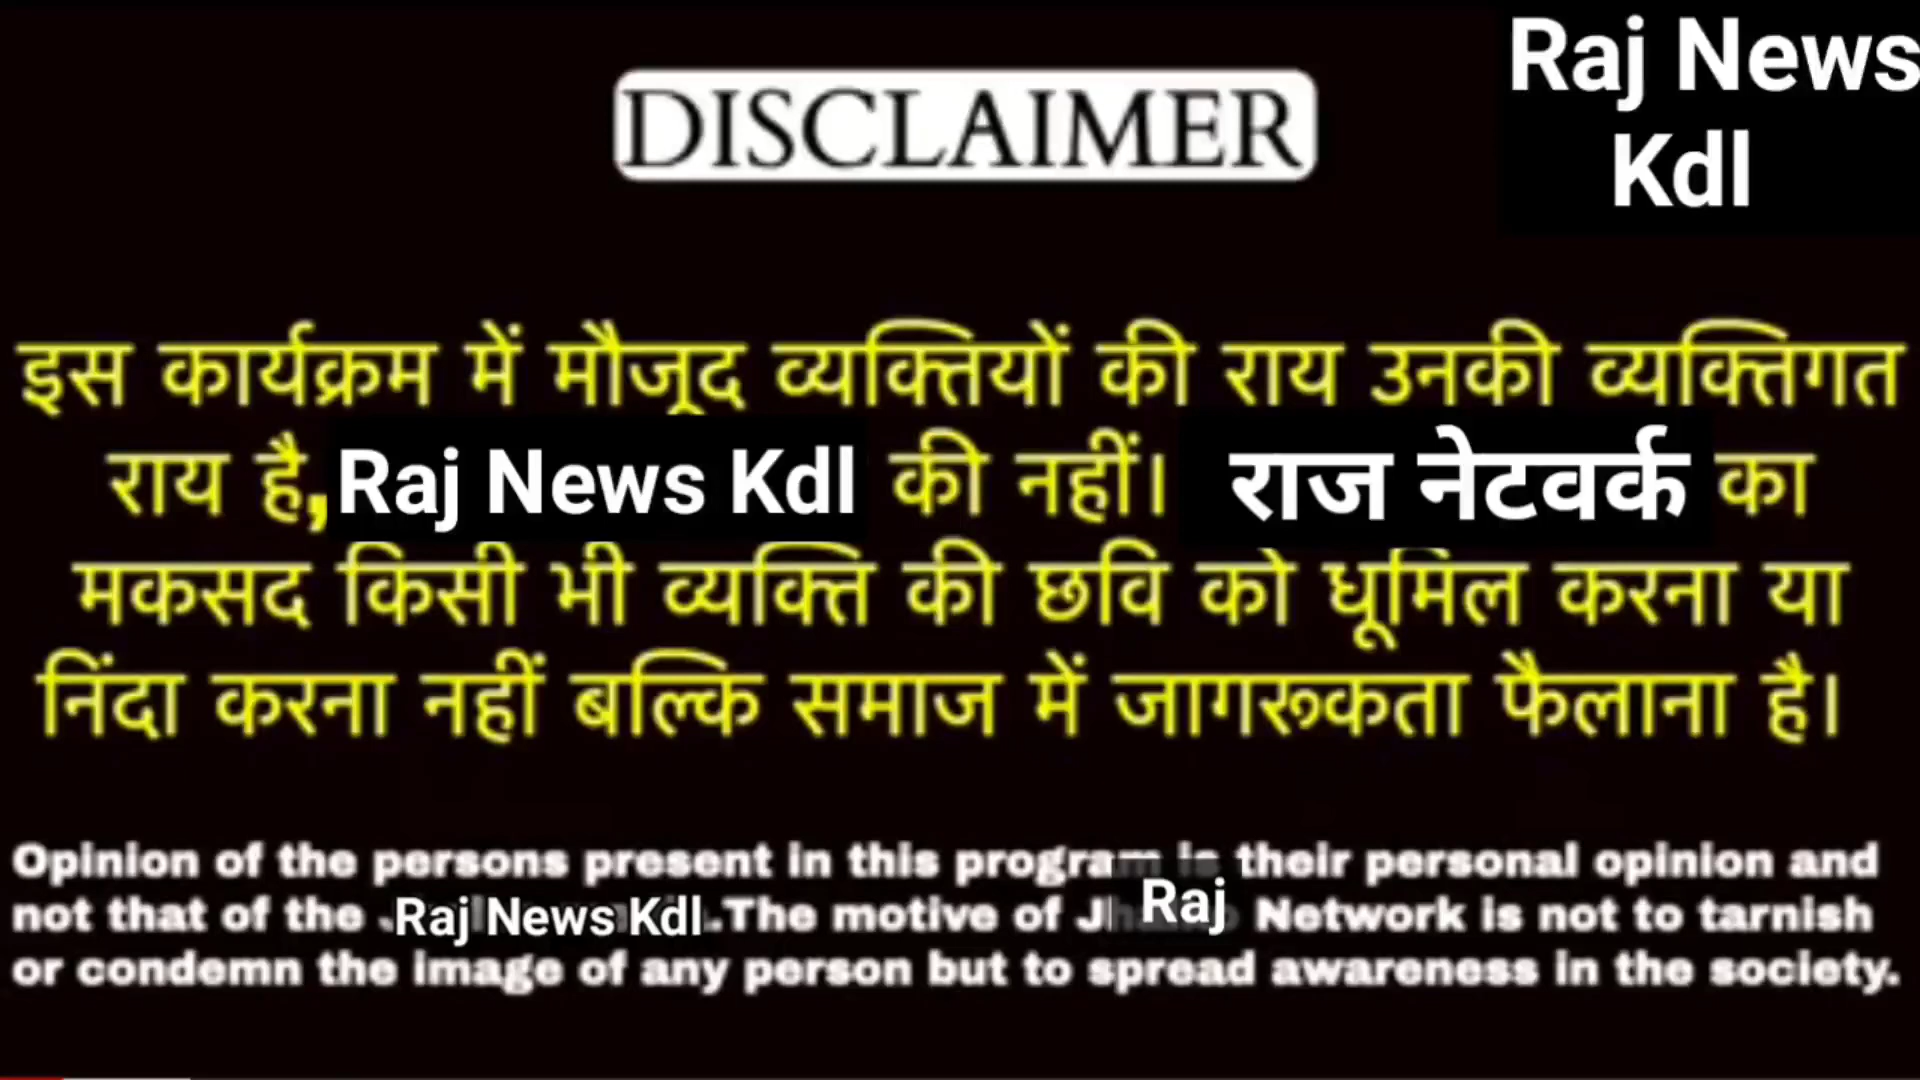 Raj News
Kdl
DISCLAIMER
इस कार्यक्रम में मौजूद व्यक्तियों की राय उनकी व्यक्तिगत
राय है, Raj News Kdl की नहीं। राज नेटवर्क का
मकसद किसी भी व्यक्ति की छवि को धूमिल करना या
निंदा करना नहीं बल्कि समाज में जागरूकता फैलाना है।
Opinion of the persons present in this program is their personal opinion and
not that of the Raj News Kdl.The motive of Raj Network is not to tarnish
or condemn the image of any person but to spread awareness in the society.